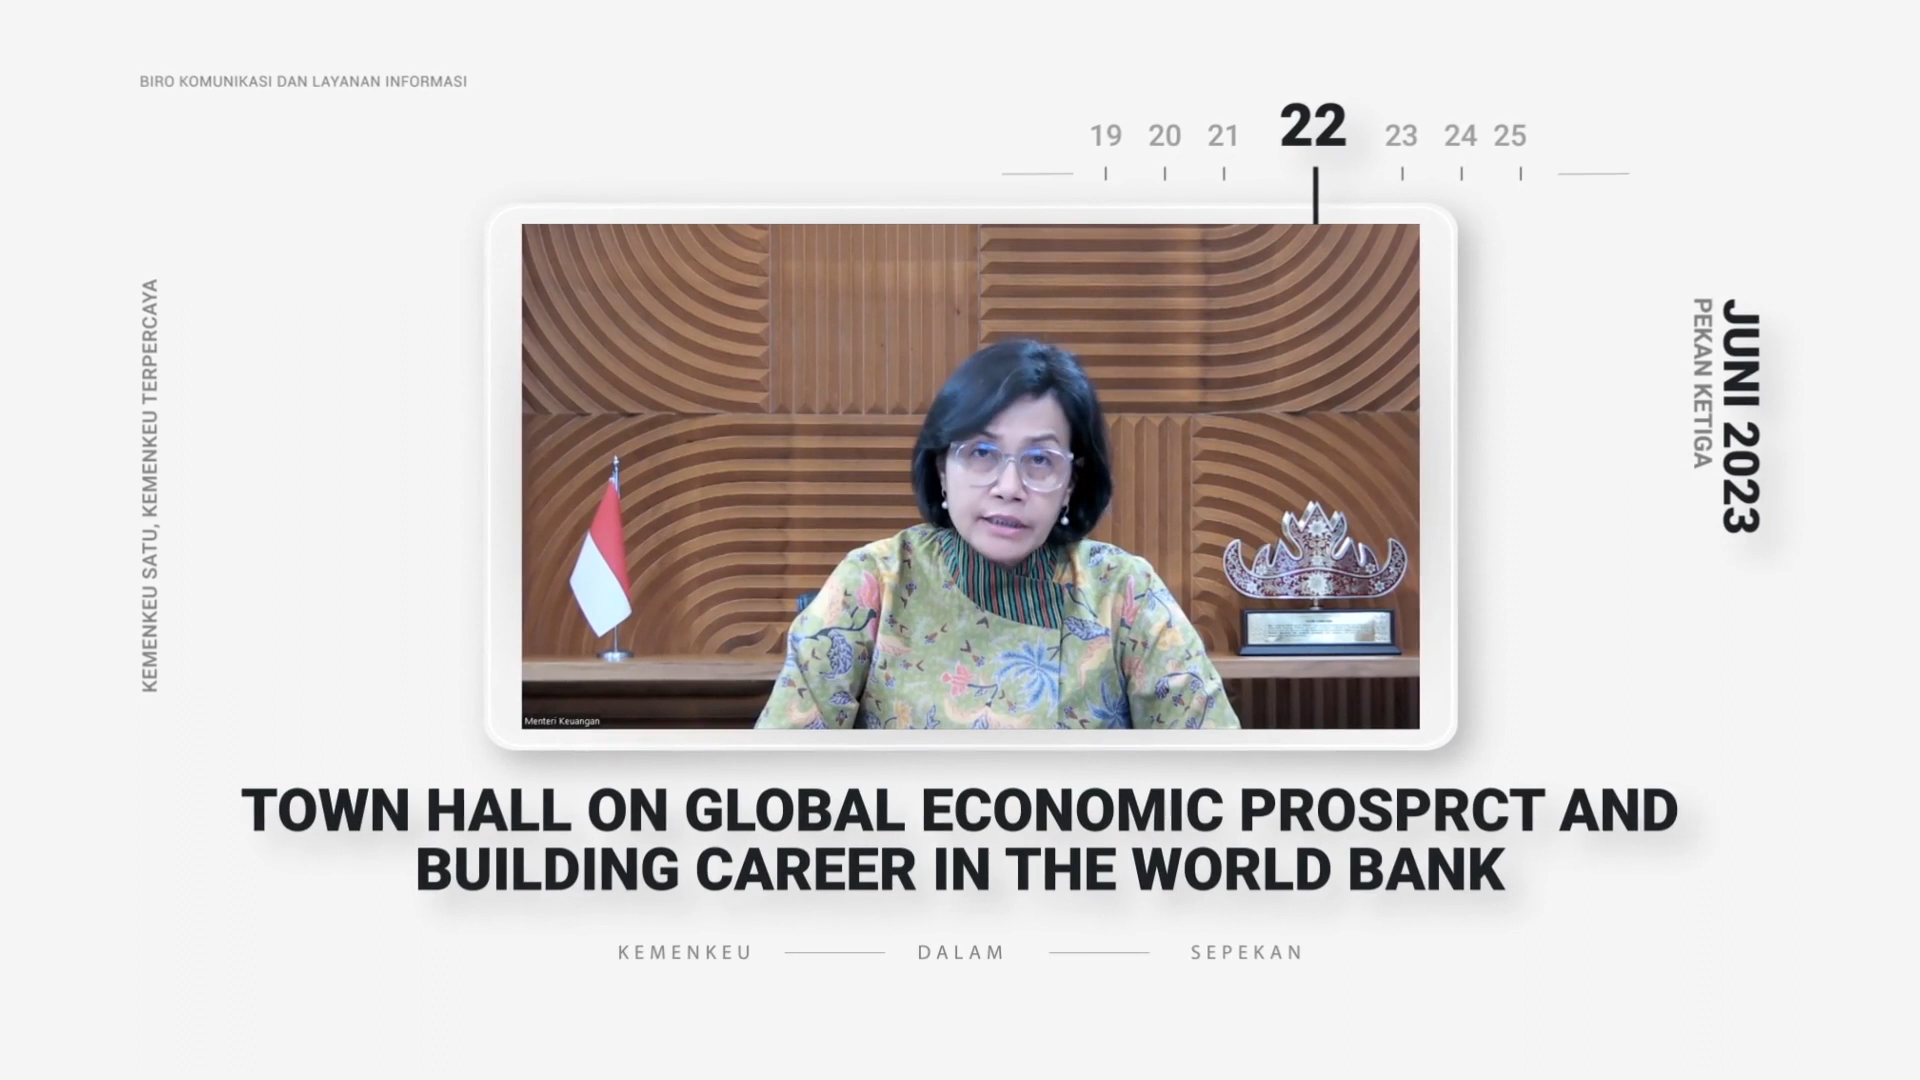 BIRO KOMUNIKASI DAN LAYANAN INFORMASI
19 20 21 22 23 24 25
KEMENKEU SATU, KEMENKEU TERPERCAYA
JUNI 2023
PEKAN KETIGA
Menteri Keuangan
TOWN HALL ON GLOBAL ECONOMIC PROSPRCT AND
BUILDING CAREER IN THE WORLD BANK
KEMENKEU DALAM SEPEKAN